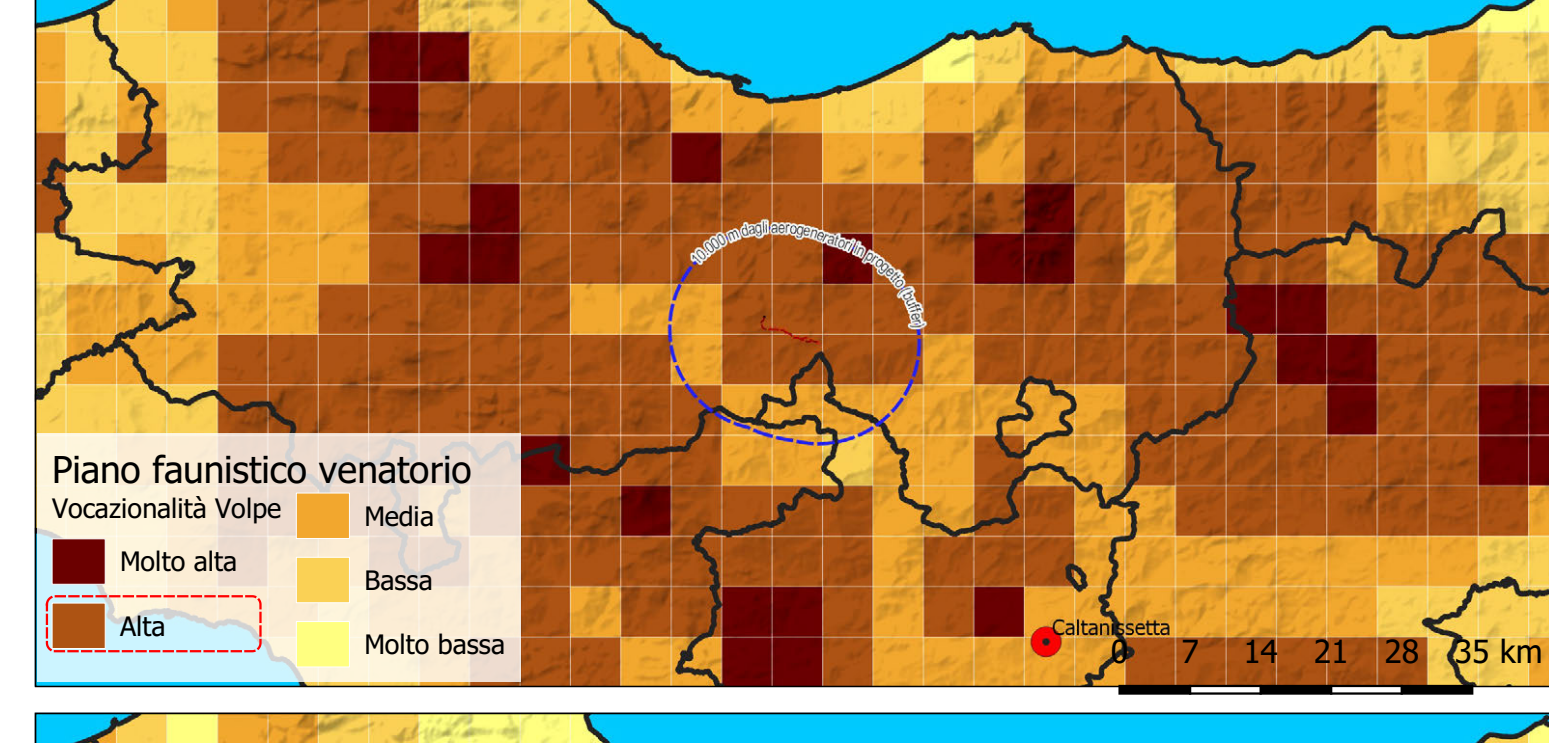 10.000 m dagli aerogeneratori in progetto (buffer)
Piano faunistico venatorio
Vocazionalità Volpe
Molto alta
Alta
Media
Bassa
Molto bassa
Caltanissetta
0 7 14 21 28 35 km